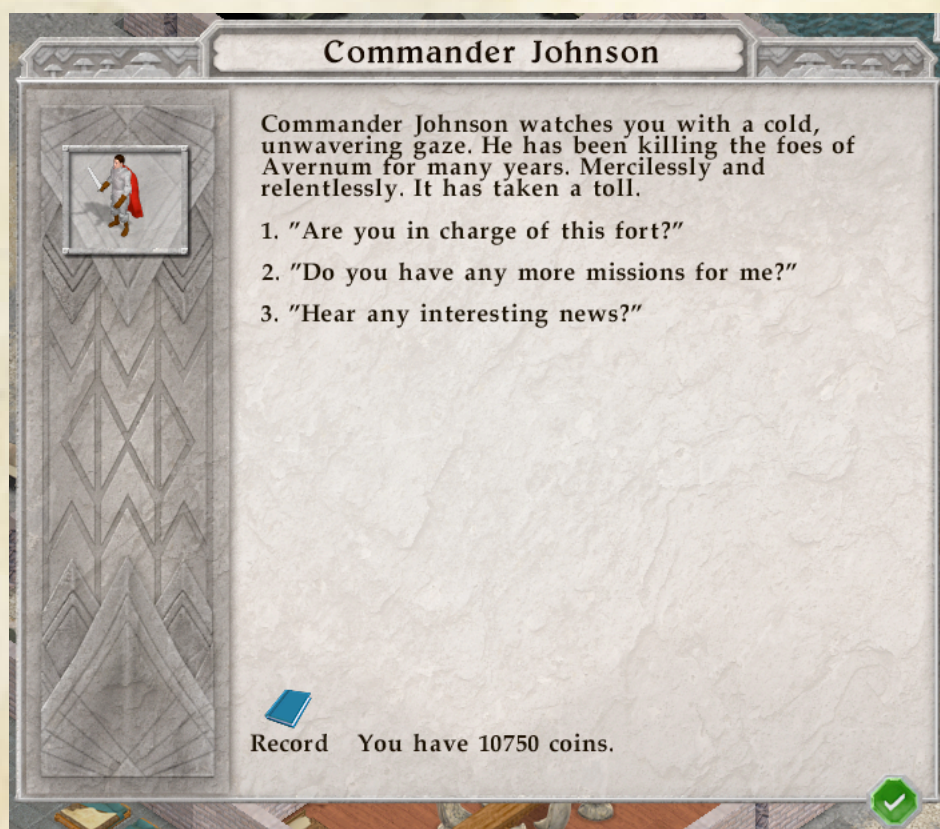 Commander Johnson
Commander Johnson watches you with a cold,
unwavering gaze. He has been killing the foes of
Avernum for many years. Mercilessly and
relentlessly. It has taken a toll.
1. "Are you in charge of this fort?"
2. "Do you have any more missions for me?"
3. "Hear any interesting news?"
Record You have 10750 coins.